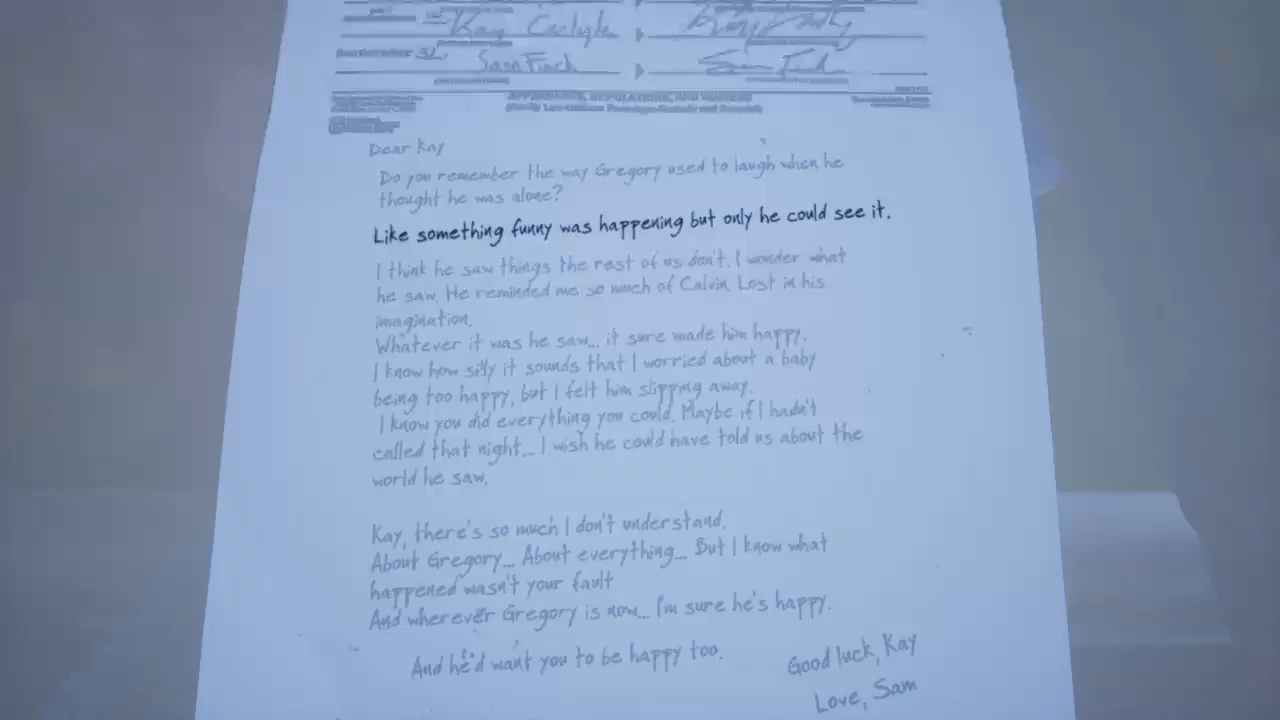 Kay Carlyle
Sam Finch
Dear Kay
Do you remember the way Gregory used to laugh when he
thought he was alone?
Like something funny was happening but only he could see it.
I think he saw things the rest of us don't. I wonder what
he saw. He reminded me so much of Calvin. Lost in his
imagination.
Whatever it was he saw... it sure made him happy.
I know how silly it sounds that I worried about a baby
being too happy, but I felt him slipping away.
I know you did everything you could. Maybe if I hadn't
called that night... I wish he could have told us about the
world he saw.
Kay, there's so much I don't understand.
About Gregory... About everything... But I know what
happened wasn't your fault
And wherever Gregory is now... I'm sure he's happy.
And he'd want you to be happy too.
Good luck, Kay
Love, Sam